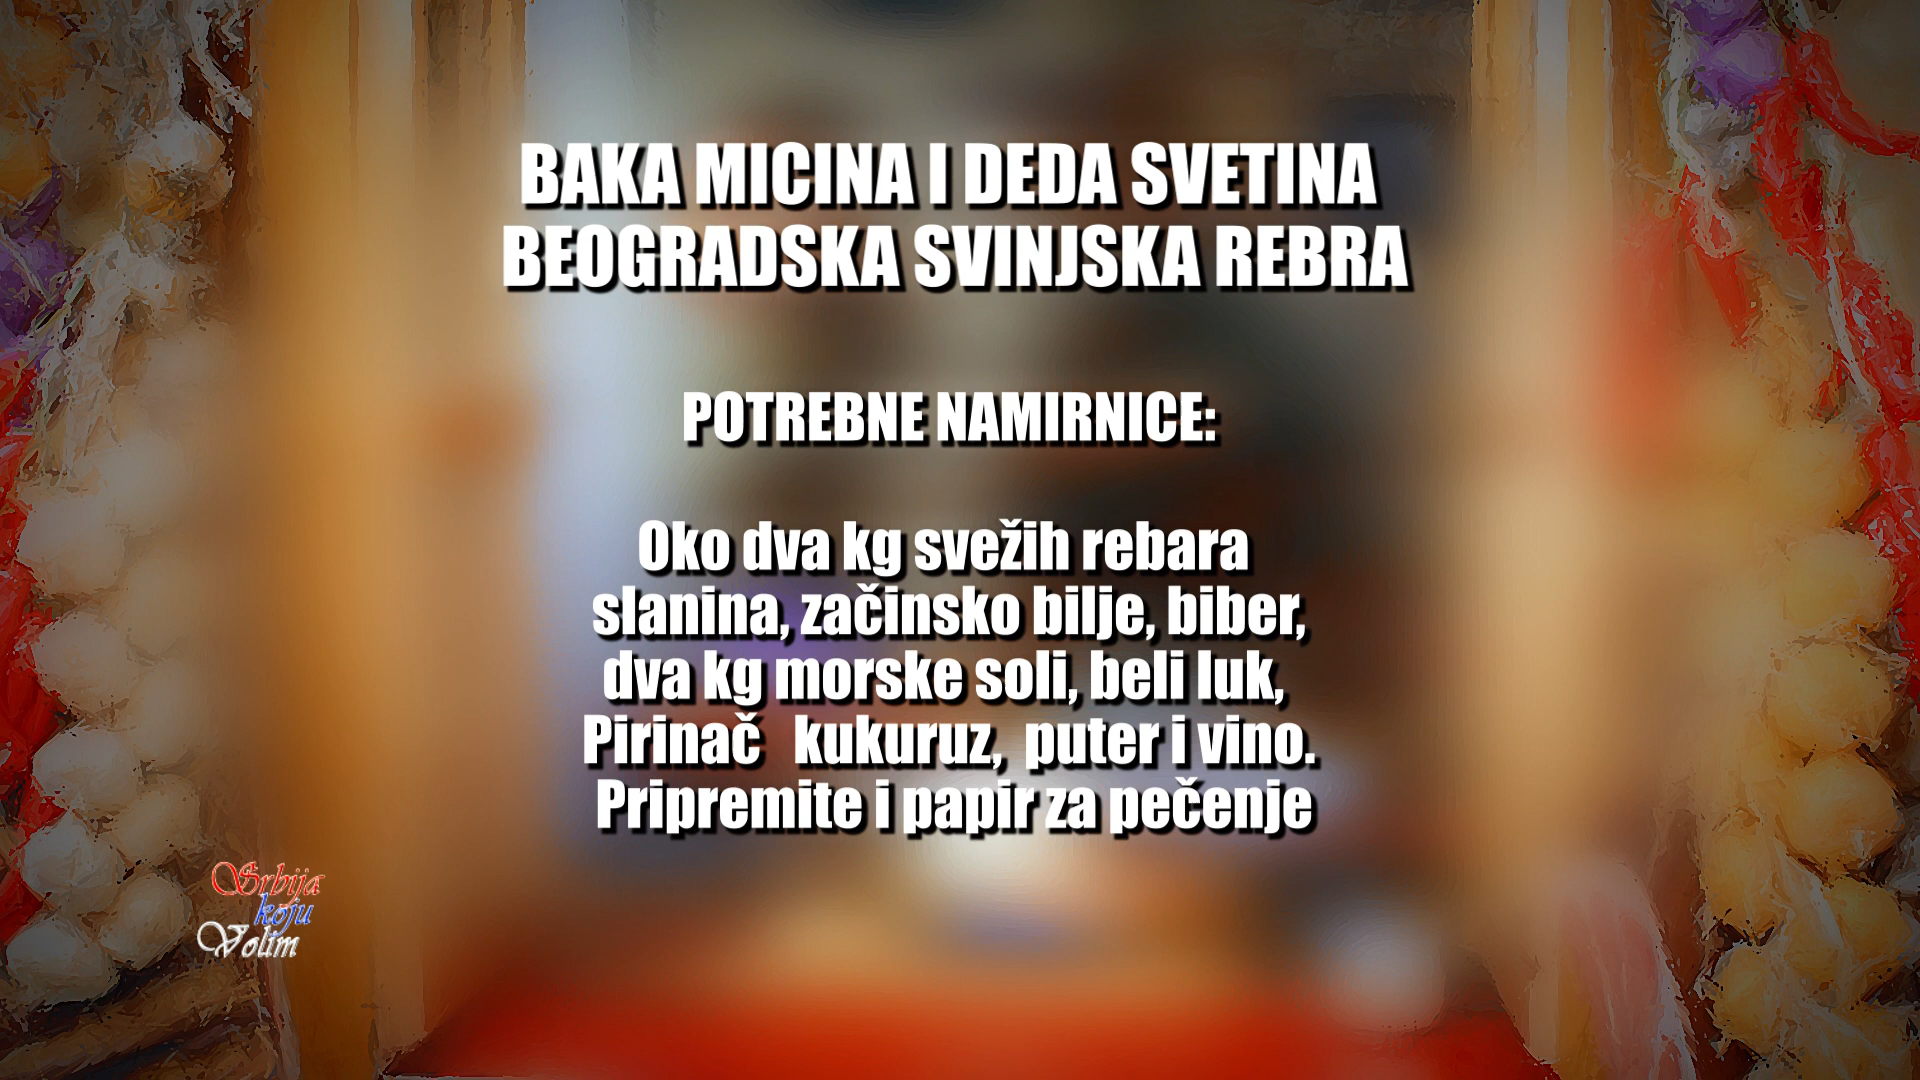 BAKA MICINA I DEDA SVETINA
BEOGRADSKA SVINJSKA REBRA
POTREBNE NAMIRNICE:
Oko dva kg svežih rebara
slanina, začinsko bilje, biber,
dva kg morske soli, beli luk,
Pirinač kukuruz, puter i vino.
Pripremite i papir za pečenje
Srbija
koju
Volim